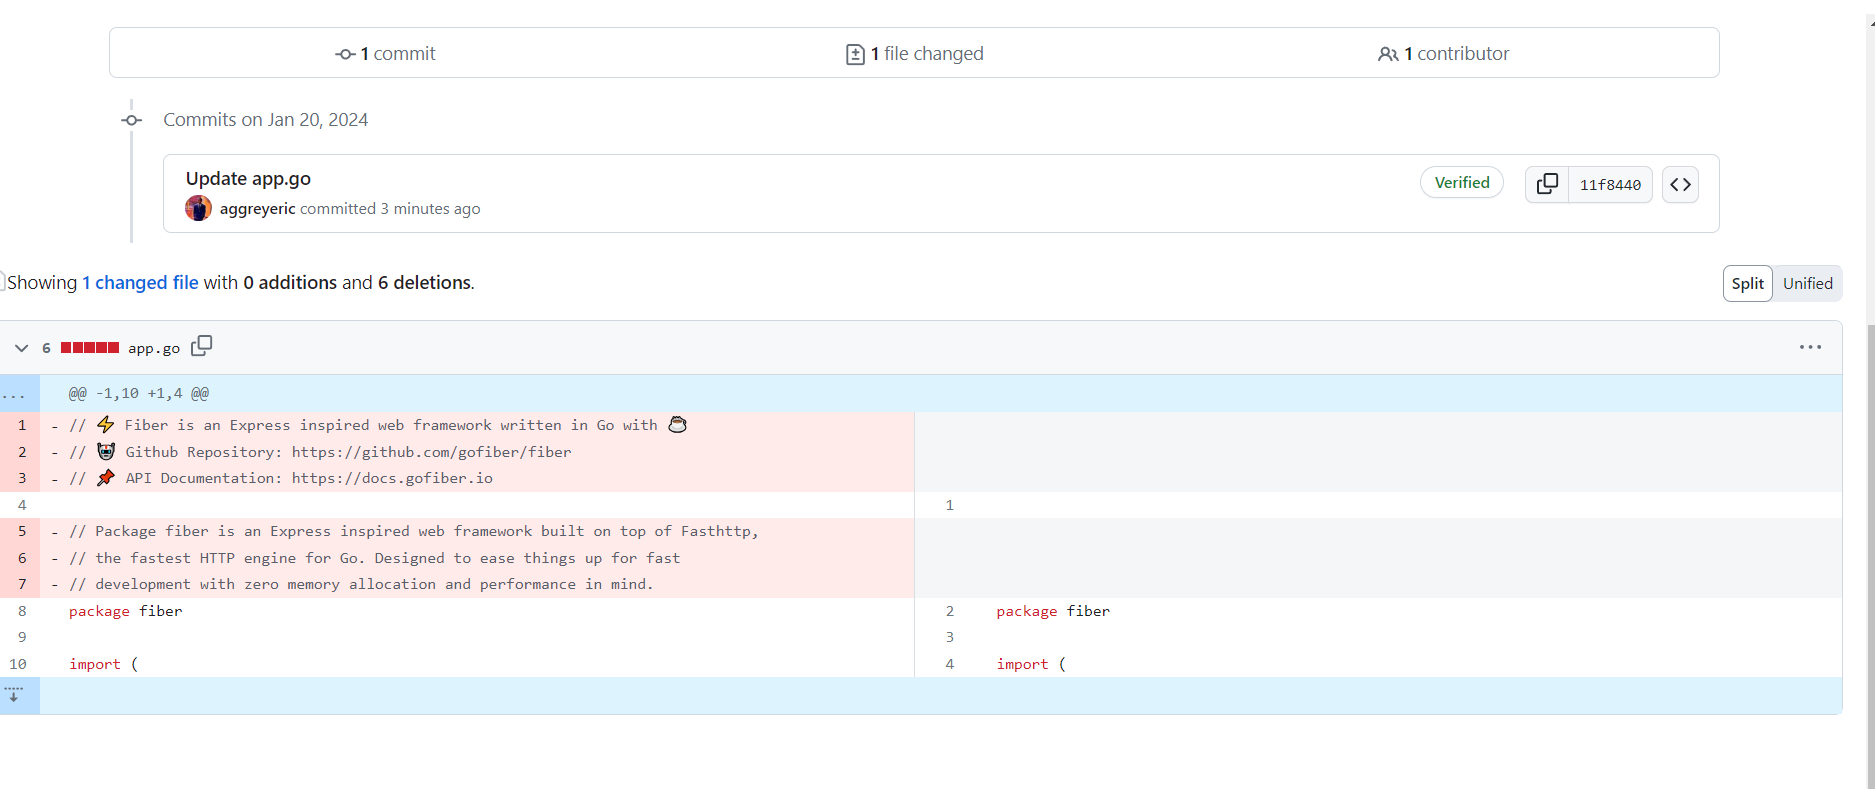 1 commit
1 file changed
1 contributor
Commits on Jan 20, 2024
Update app.go
aggreyeric committed 3 minutes ago
Verified
11f8440
Showing 1 changed file with 0 additions and 6 deletions.
Split Unified
6 app.go
@@ -1,10 +1,4 @@
1 - // ⚡ Fiber is an Express inspired web framework written in Go with ☕
2 - // 🤖 Github Repository: https://github.com/gofiber/fiber
3 - // 📌 API Documentation: https://docs.gofiber.io
4 1
5 - // Package fiber is an Express inspired web framework built on top of Fasthttp,
6 - // the fastest HTTP engine for Go. Designed to ease things up for fast
7 - // development with zero memory allocation and performance in mind.
8 package fiber 2 package fiber
9 3
10 import ( 4 import (